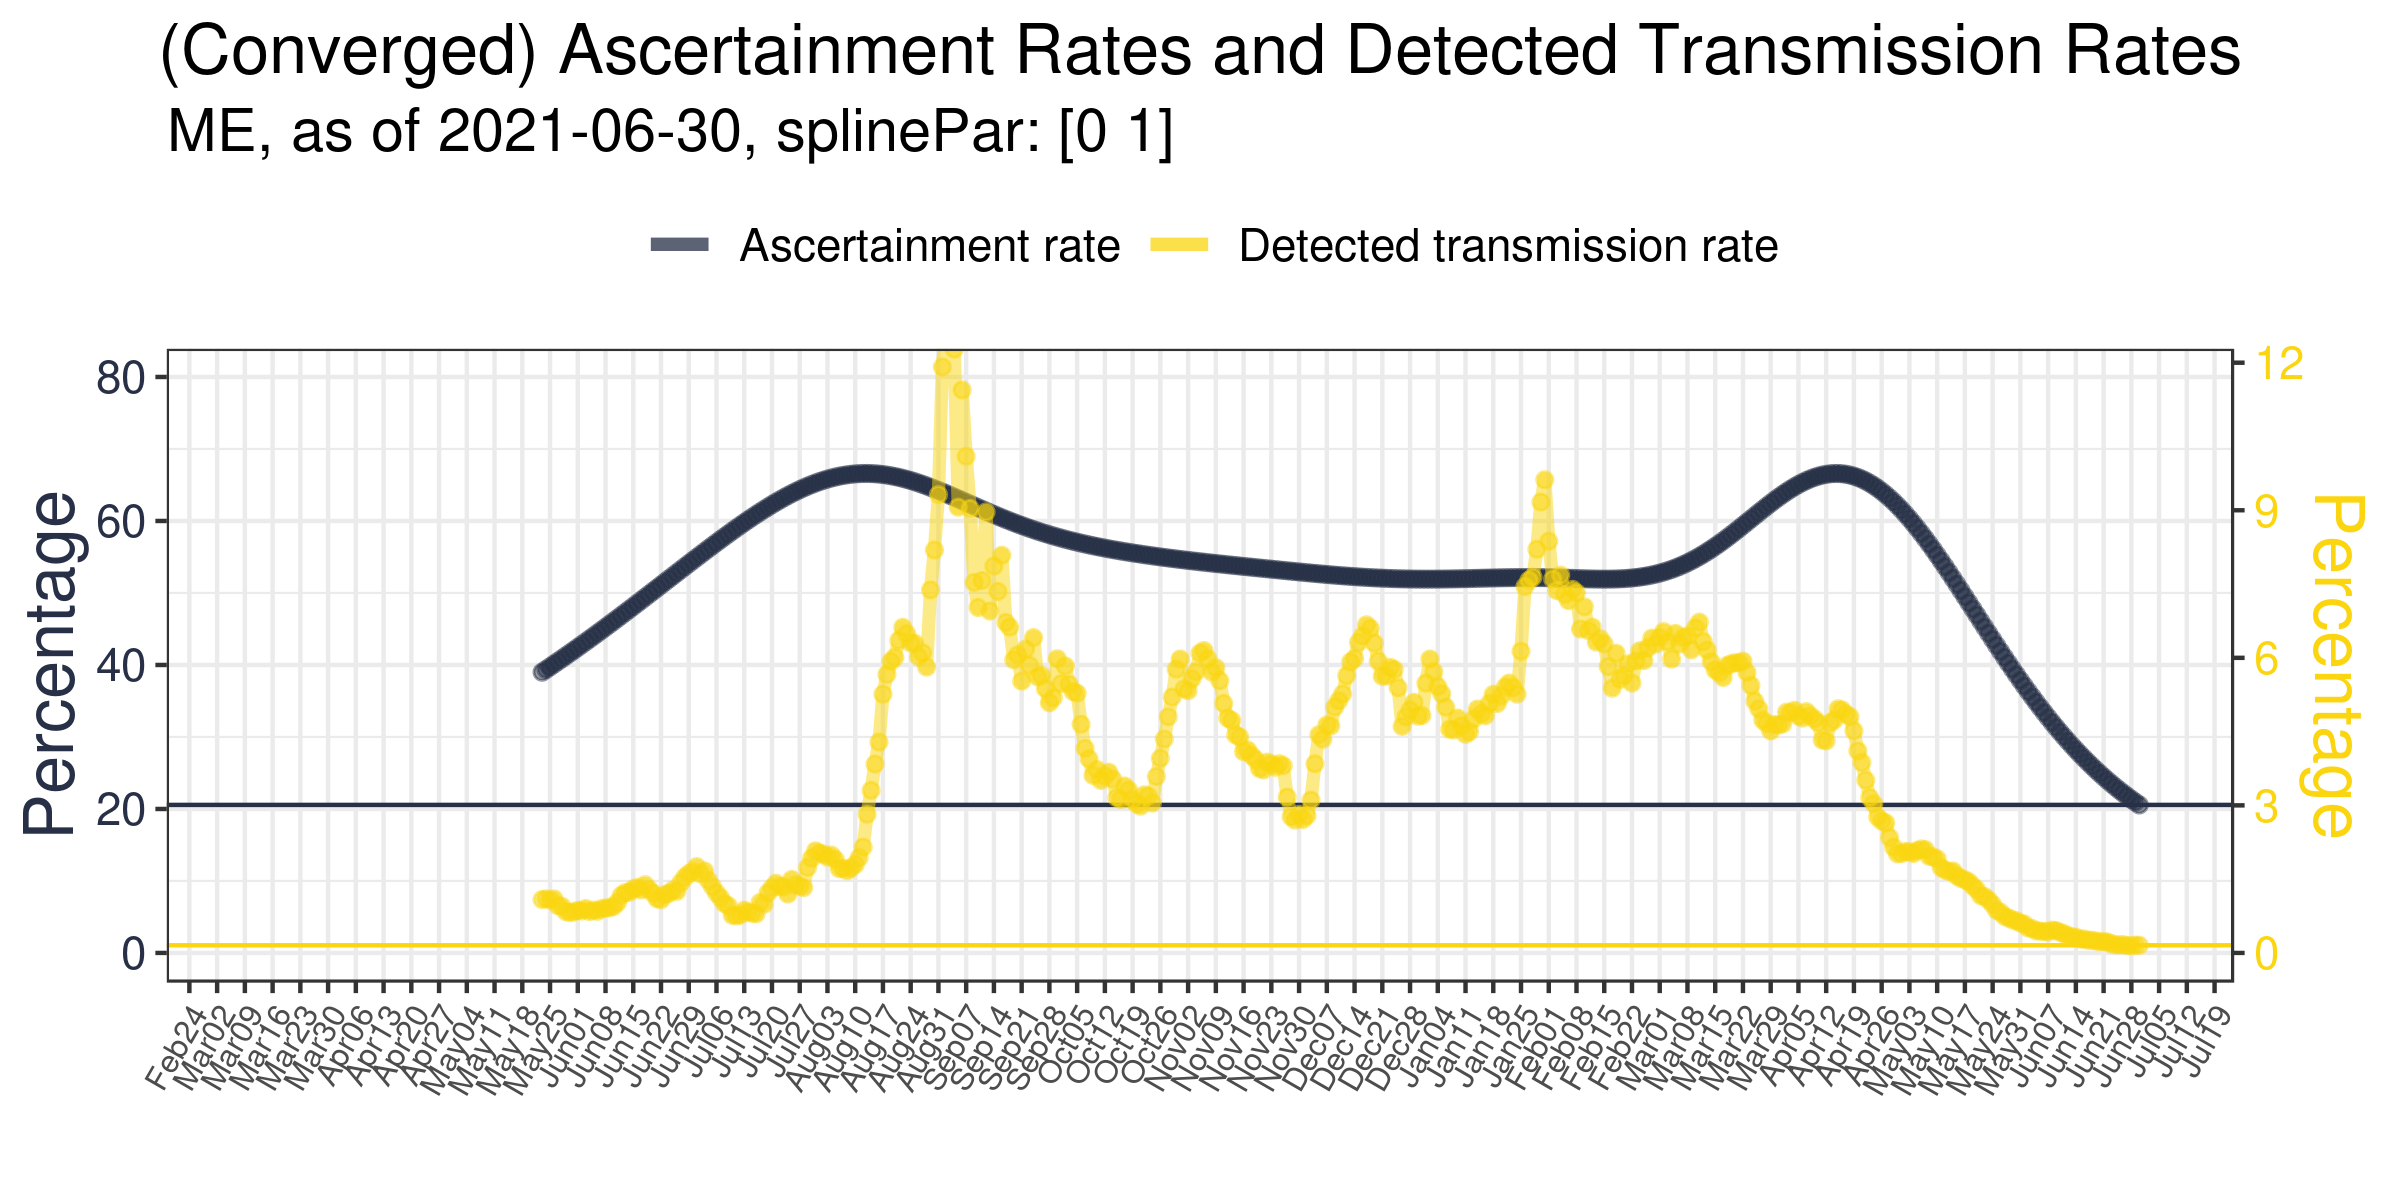 (Converged) Ascertainment Rates and Detected Transmission Rates
ME, as of 2021-06-30, splinePar: [0 1]
Ascertainment rate
Detected transmission rate
Percentage
80
60
40
20
0
12
9
6
3
0
Percentage
Feb24
Mar02
Mar09
Mar16
Mar23
Mar30
Apr06
Apr13
Apr20
Apr27
May04
May11
May18
May25
Jun01
Jun08
Jun15
Jun22
Jun29
Jul06
Jul13
Jul20
Jul27
Aug03
Aug10
Aug17
Aug24
Aug31
Sep07
Sep14
Sep21
Sep28
Oct05
Oct12
Oct19
Oct26
Nov02
Nov09
Nov16
Nov23
Nov30
Dec07
Dec14
Dec21
Dec28
Jan04
Jan11
Jan18
Jan25
Feb01
Feb08
Feb15
Feb22
Mar01
Mar08
Mar15
Mar22
Mar29
Apr05
Apr12
Apr19
Apr26
May03
May10
May17
May24
May31
Jun07
Jun14
Jun21
Jun28
Jul05
Jul12
Jul19